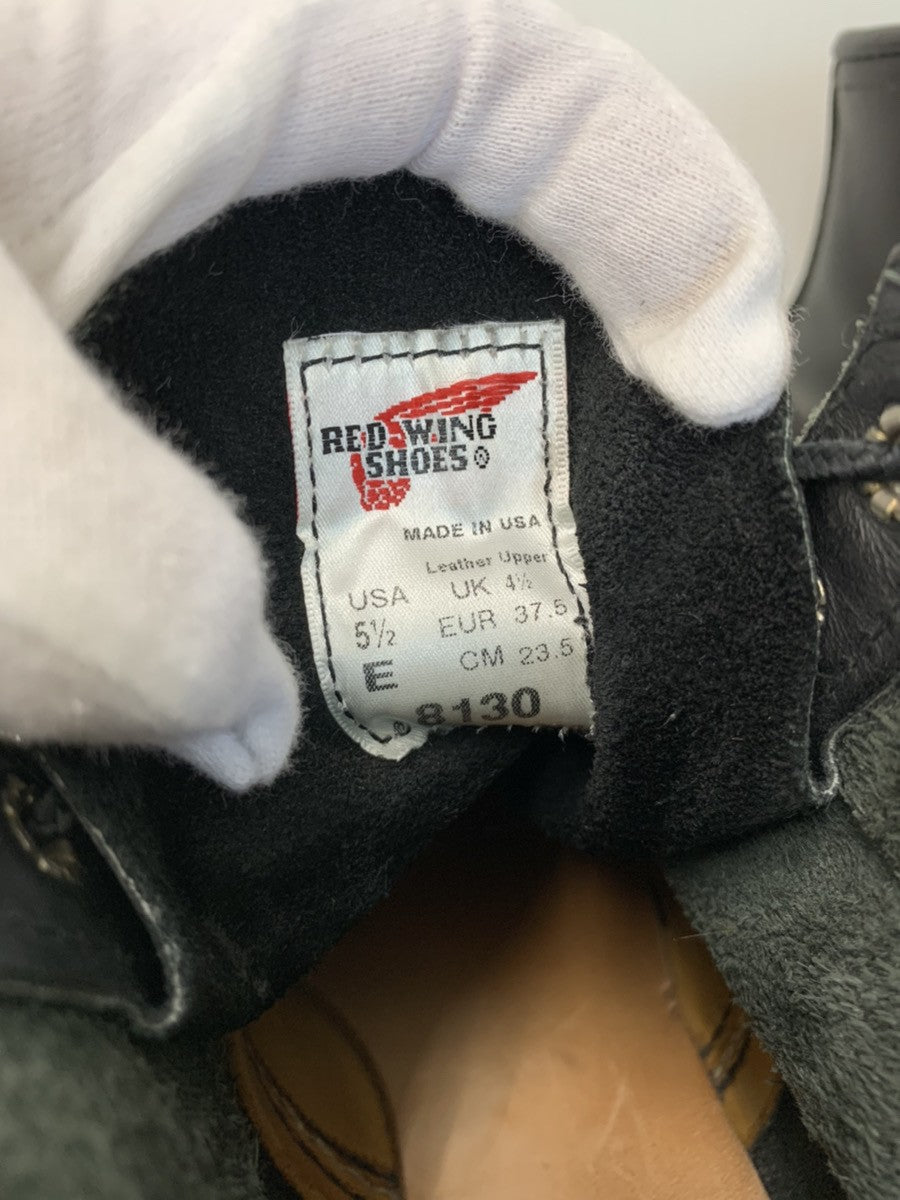 RED WING
SHOES®
MADE IN USA
Leather Upper
USA UK 4½
5½ EUR 37.5
E CM 23.5
8130